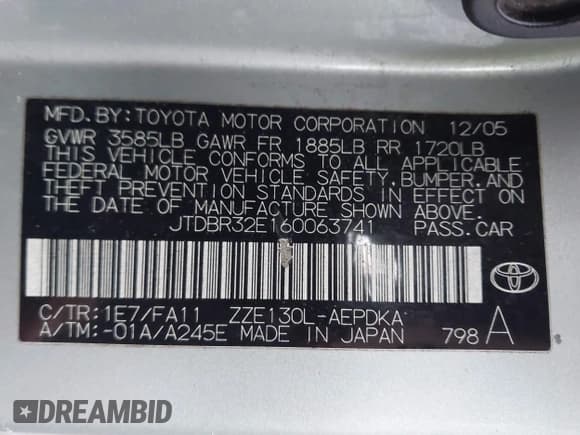 MFD.BY:TOYOTA MOTOR CORPORATION 12/05
GVWR 3585LB GAWR FR 1885LB RR 1720LB
THIS VEHICLE CONFORMS TO ALL APPLICABLE
FEDERAL MOTOR VEHICLE SAFETY,BUMPER,AND
THEFT PREVENTION STANDARDS IN EFFECT ON
THE DATE OF MANUFACTURE SHOWN ABOVE.
JTDBR32E160063741 PASS.CAR
C/TR:1E7/FA11 ZZE130L-AEPDKA
A/TM:-01A/A245E MADE IN JAPAN 798 A
DREAMBID